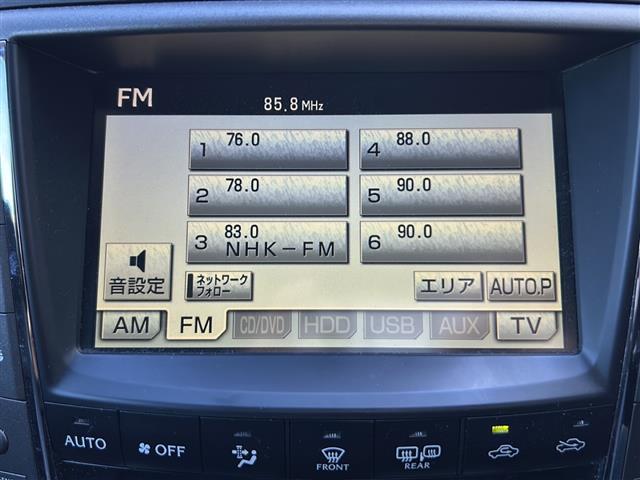 FM
85.8 MHz
1 76.0
4 88.0
2 78.0
5 90.0
3 83.0 NHK-FM
6 90.0
音設定
ネットワーク
フォロー
エリア
AUTO.P
AM
FM
CD/DVD
HDD
USB
AUX
TV
AUTO
OFF
FRONT
REAR